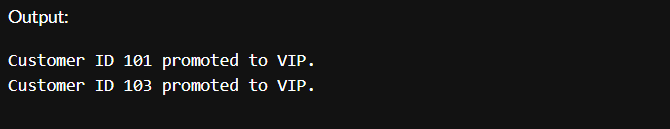 Output:
Customer ID 101 promoted to VIP.
Customer ID 103 promoted to VIP.